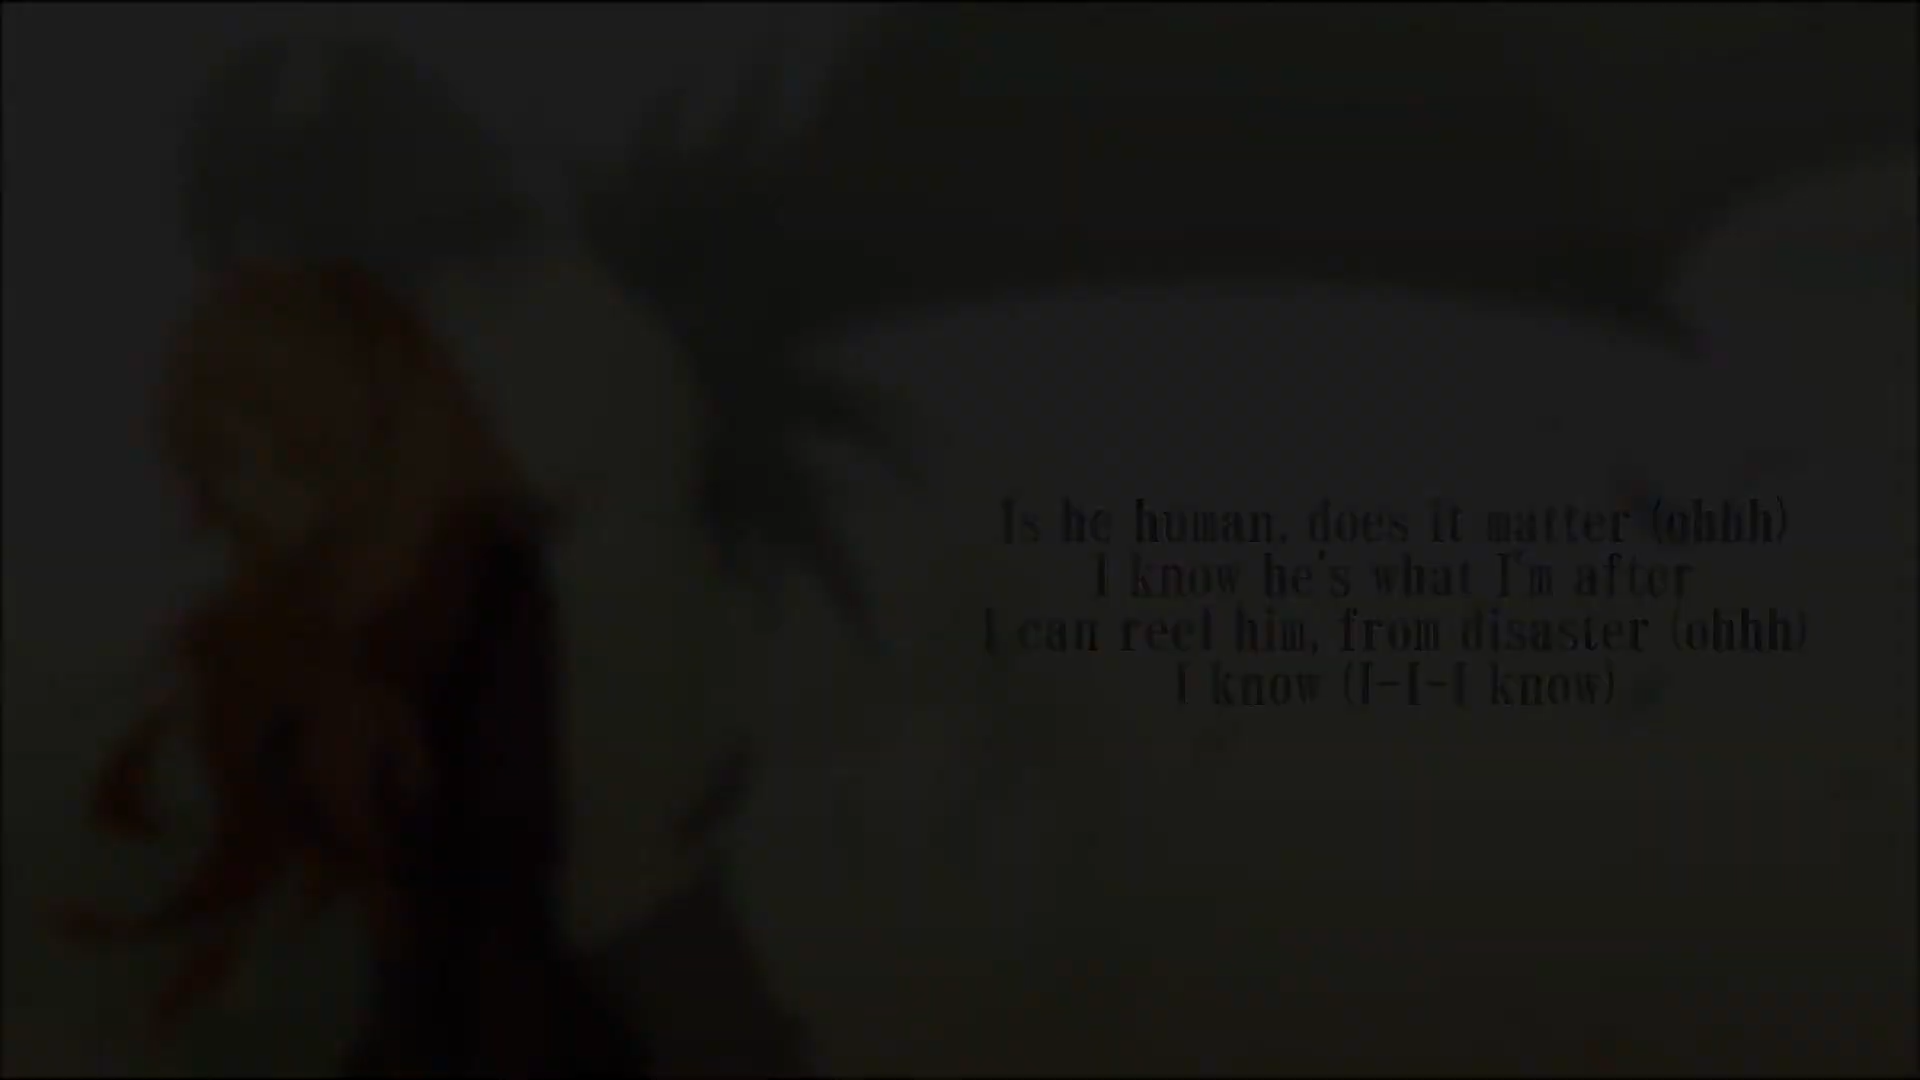 Is he human, does it matter (ohhh)
I know he's what I'm after
I can reel him, from disaster (ohhh)
I know (I-I-I know)